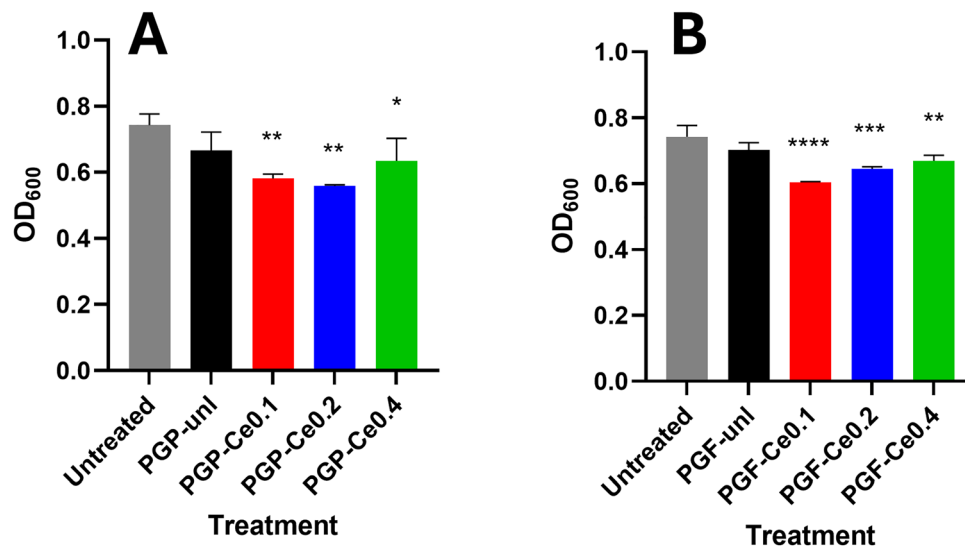 A
1.0
0.8
0.6
0.4
0.2
0.0
OD600
** ** *
Untreated
PGP-unl
PGP-Ce0.1
PGP-Ce0.2
PGP-Ce0.4
Treatment
B
1.0
0.8
0.6
0.4
0.2
0.0
OD600
**** *** **
Untreated
PGF-unl
PGF-Ce0.1
PGF-Ce0.2
PGF-Ce0.4
Treatment